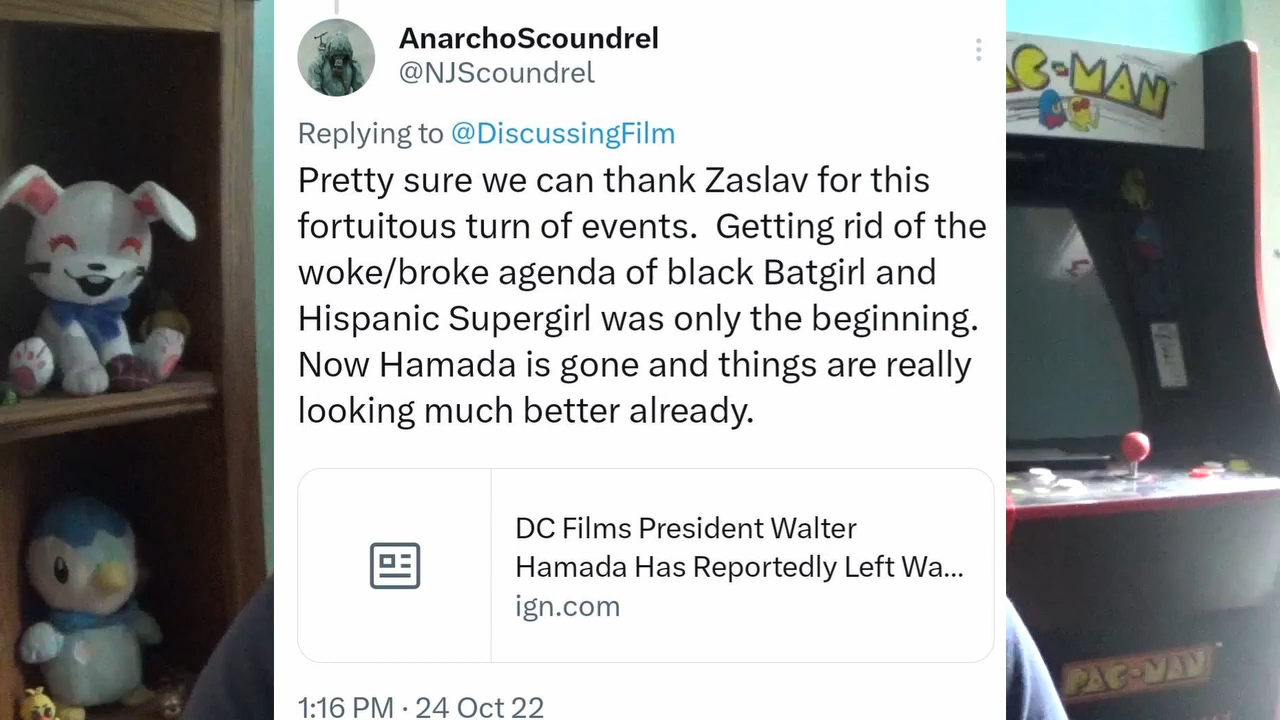 AnarchoScoundrel
@NJScoundrel
Replying to @DiscussingFilm
Pretty sure we can thank Zaslav for this
fortuitous turn of events.  Getting rid of the
woke/broke agenda of black Batgirl and
Hispanic Supergirl was only the beginning.
Now Hamada is gone and things are really
looking much better already.
DC Films President Walter
Hamada Has Reportedly Left Wa...
ign.com
1:16 PM · 24 Oct 22
AC-MAN
PAC-MAN